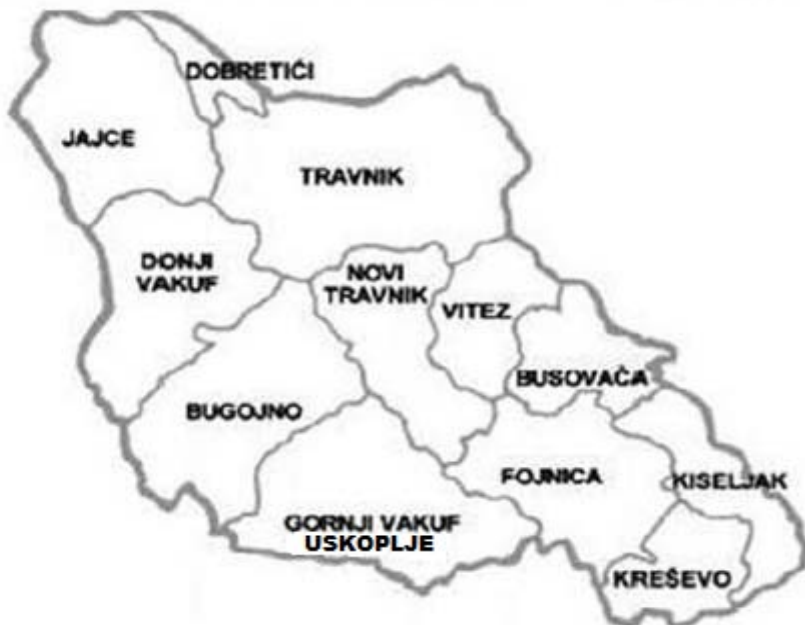 DOBRETIĆI
JAJCE
TRAVNIK
DONJI
VAKUF
NOVI
TRAVNIK
VITEZ
BUSOVAČA
BUGOJNO
FOJNICA
KISELJAK
GORNJI VAKUF
USKOPLJE
KREŠEVO